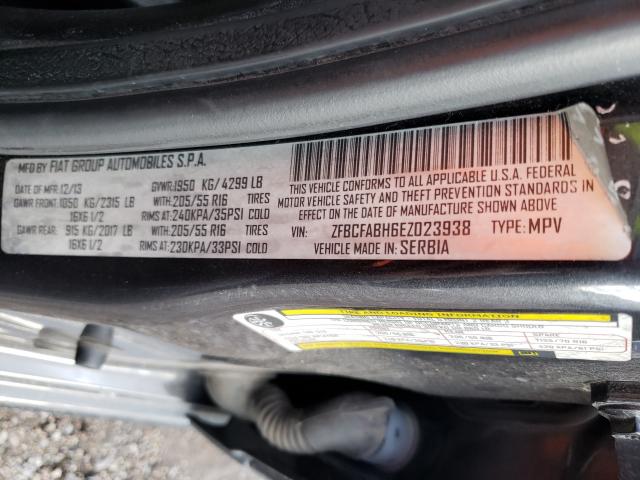 MFD BY FIAT GROUP AUTOMOBILES S.P.A.
DATE OF MFR.12/13 GVWR:1950 KG/4299 LB
GAWR FRONT:1050 KG/2315 LB WITH:205/55 R16 TIRES
16X6 1/2 RIMS AT:240KPA/35PSI COLD
GAWR REAR: 915 KG/2017 LB WITH:205/55 R16 TIRES
16X6 1/2 RIMS AT:230KPA/33PSI COLD
THIS VEHICLE CONFORMS TO ALL APPLICABLE U.S.A. FEDERAL
MOTOR VEHICLE SAFETY AND THEFT PREVENTION STANDARDS IN
EFFECT ON THE DATE OF MANUFACTURE SHOWN ABOVE
VIN: ZFBCFABH6EZ023938 TYPE: MPV
VEHICLE MADE IN: SERBIA
TIRE AND LOADING INFORMATION
SPARE